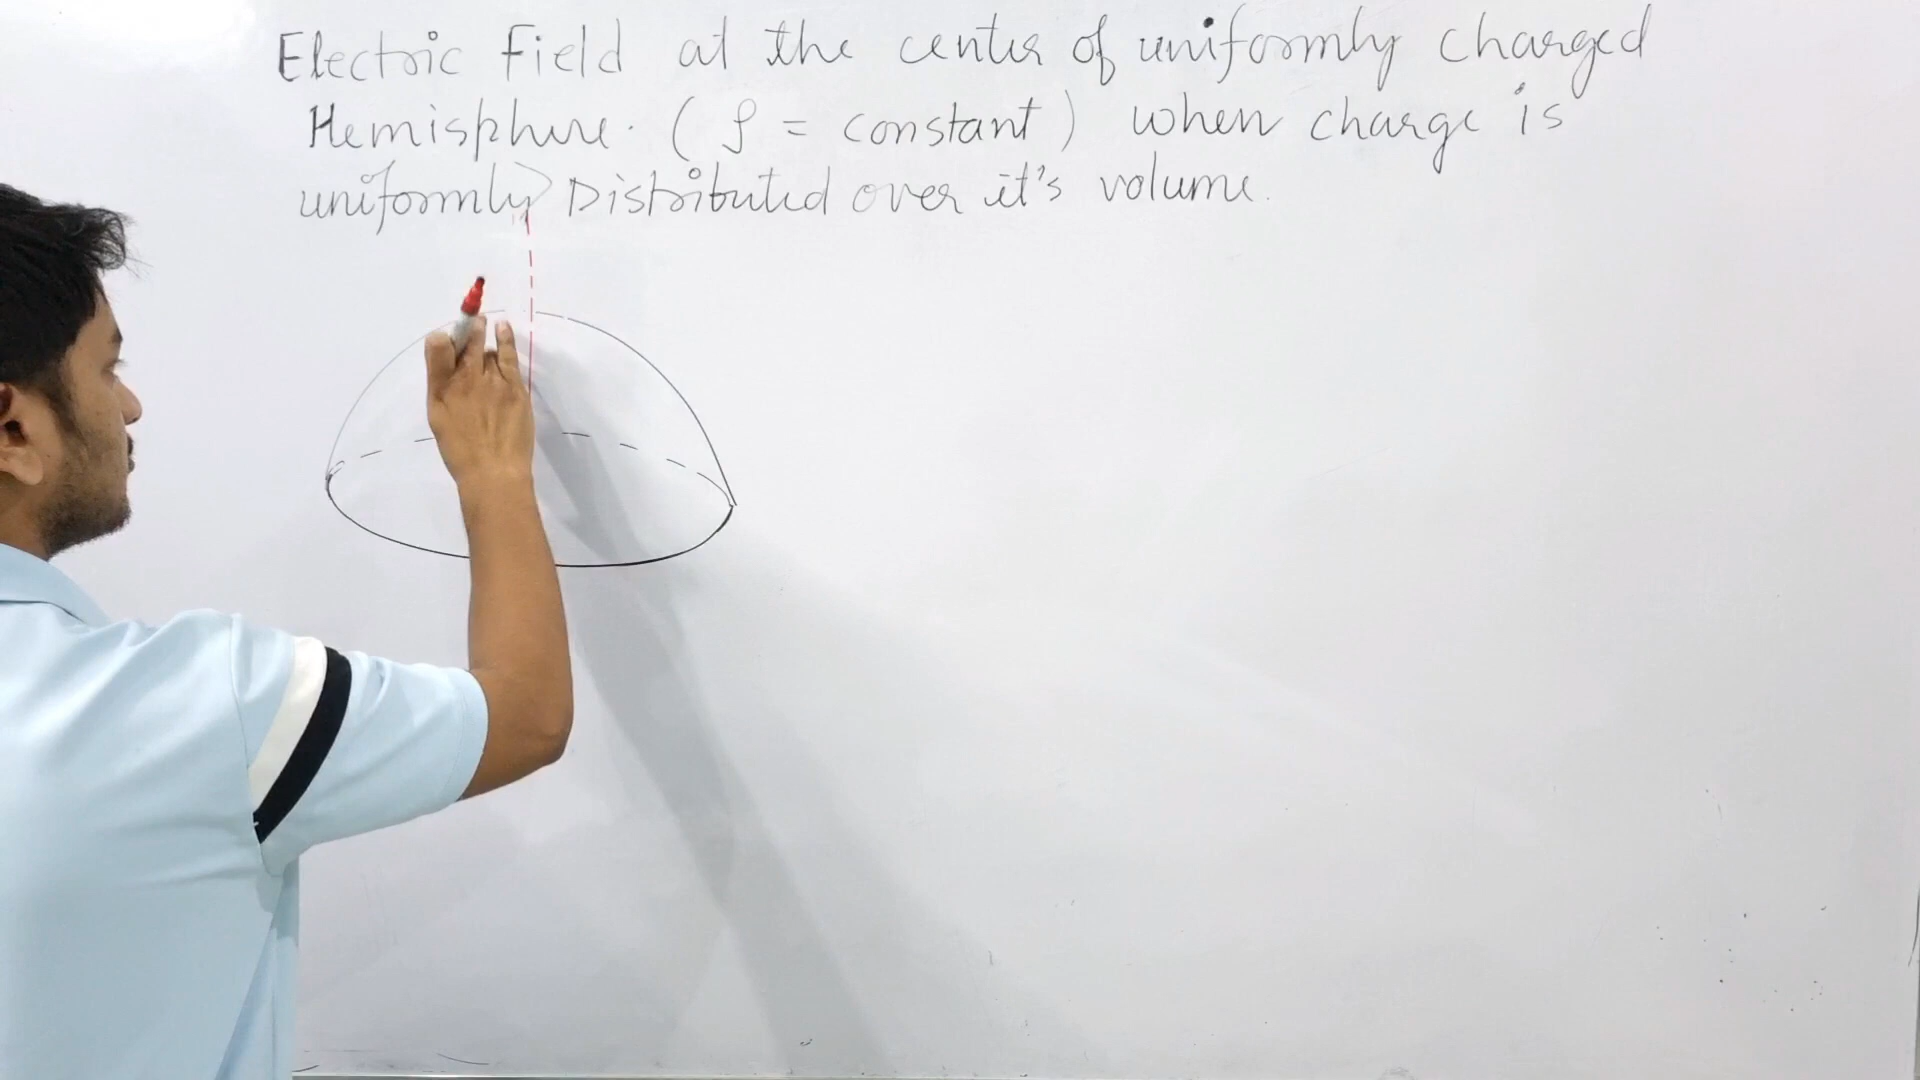 Electric Field at the center of uniformly charged
Hemisphere. (ρ = constant) when charge is
uniformly Distributed over it's volume.